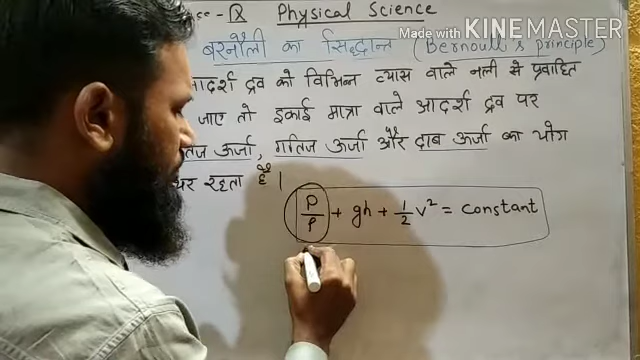 Physical Science
Made with KINEMASTER
बरनौली का सिद्धान्त (Bernoulli's principle)
आदर्श द्रव को विभिन्न व्यास वाले नली से प्रवाहित
जाए तो इकाई मात्रा वाले आदर्श द्रव पर
ऊर्जा, गतिज ऊर्जा और दाब ऊर्जा का योग
रहता है।
P/ρ + gh + 1/2 v² = constant